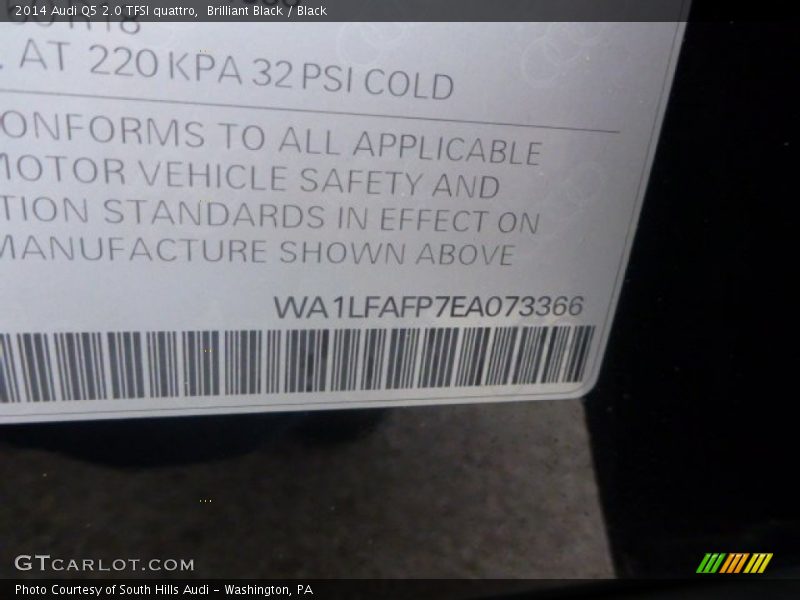 2014 Audi Q5 2.0 TFSI quattro,  Brilliant Black / Black
R18
. AT 220 KPA 32 PSI COLD
ONFORMS TO ALL APPLICABLE
MOTOR VEHICLE SAFETY AND
TION STANDARDS IN EFFECT ON
MANUFACTURE SHOWN ABOVE
WA1LFAFP7EA073366
GTCARLOT.COM
Photo Courtesy of South Hills Audi - Washington, PA